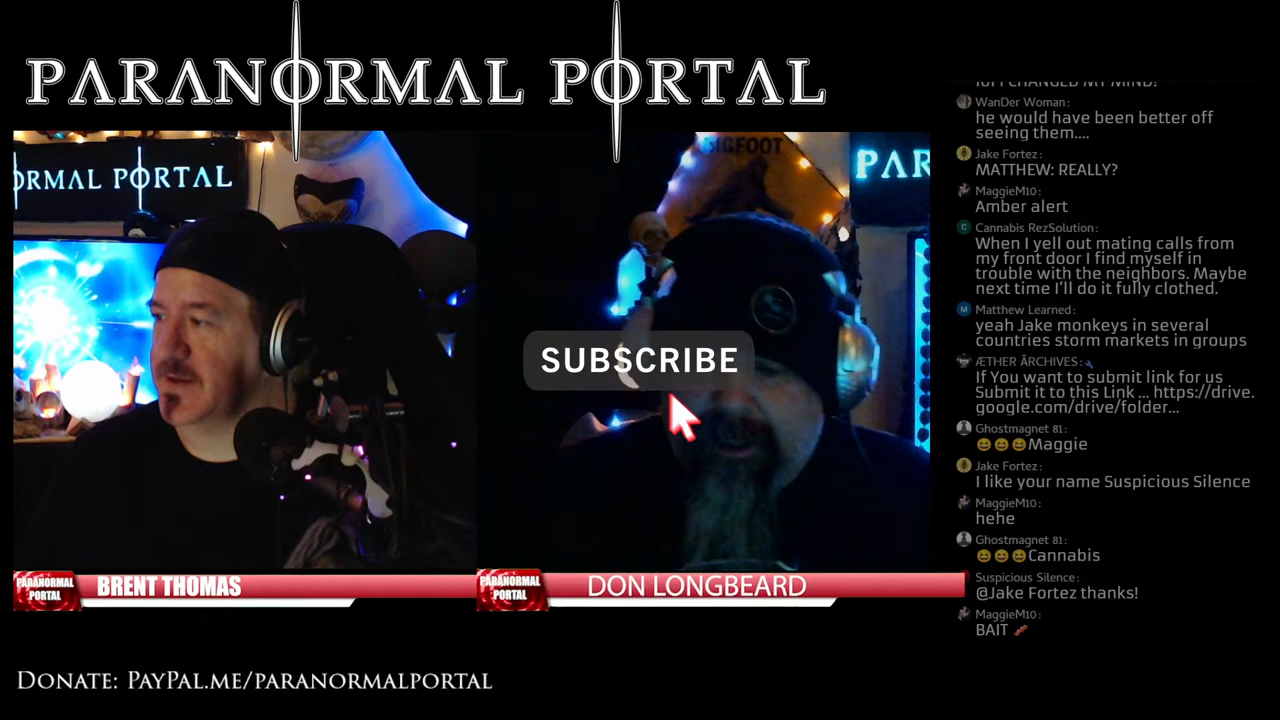 PARANORMAL PORTAL
ORMAL PORTAL
BIGFOOT
PAR
SUBSCRIBE
PARANORMAL
PORTAL
BRENT THOMAS
PARANORMAL
PORTAL
DON LONGBEARD
DONATE: PAYPAL.ME/PARANORMALPORTAL
CHANGED MY MIND!
WanDer Woman:
he would have been better off
seeing them....
Jake Fortez:
MATTHEW: REALLY?
MaggieM10:
Amber alert
Cannabis RezSolution:
When I yell out mating calls from
my front door I find myself in
trouble with the neighbors. Maybe
next time I'll do it fully clothed.
Matthew Learned:
yeah Jake monkeys in several
countries storm markets in groups
ÆTHER ÂRCHIVES:
If You want to submit link for us
Submit it to this Link ... https://drive.
google.com/drive/folder...
Ghostmagnet 81:
😆😆😆Maggie
Jake Fortez:
I like your name Suspicious Silence
MaggieM10:
hehe
Ghostmagnet 81:
😆😆😆Cannabis
Suspicious Silence:
@Jake Fortez thanks!
MaggieM10:
BAIT 🥓